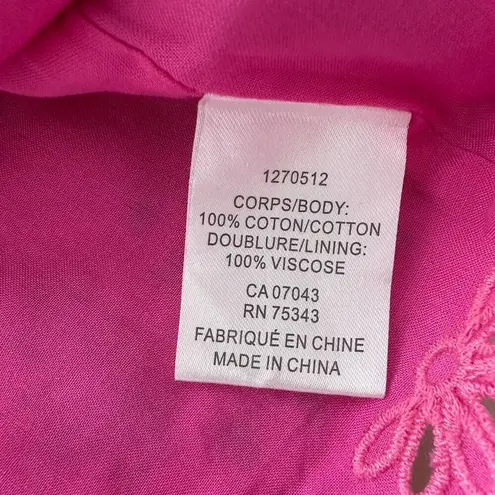 1270512
CORPS/BODY:
100% COTON/COTTON
DOUBLURE/LINING:
100% VISCOSE
CA 07043
RN 75343
FABRIQUÉ EN CHINE
MADE IN CHINA